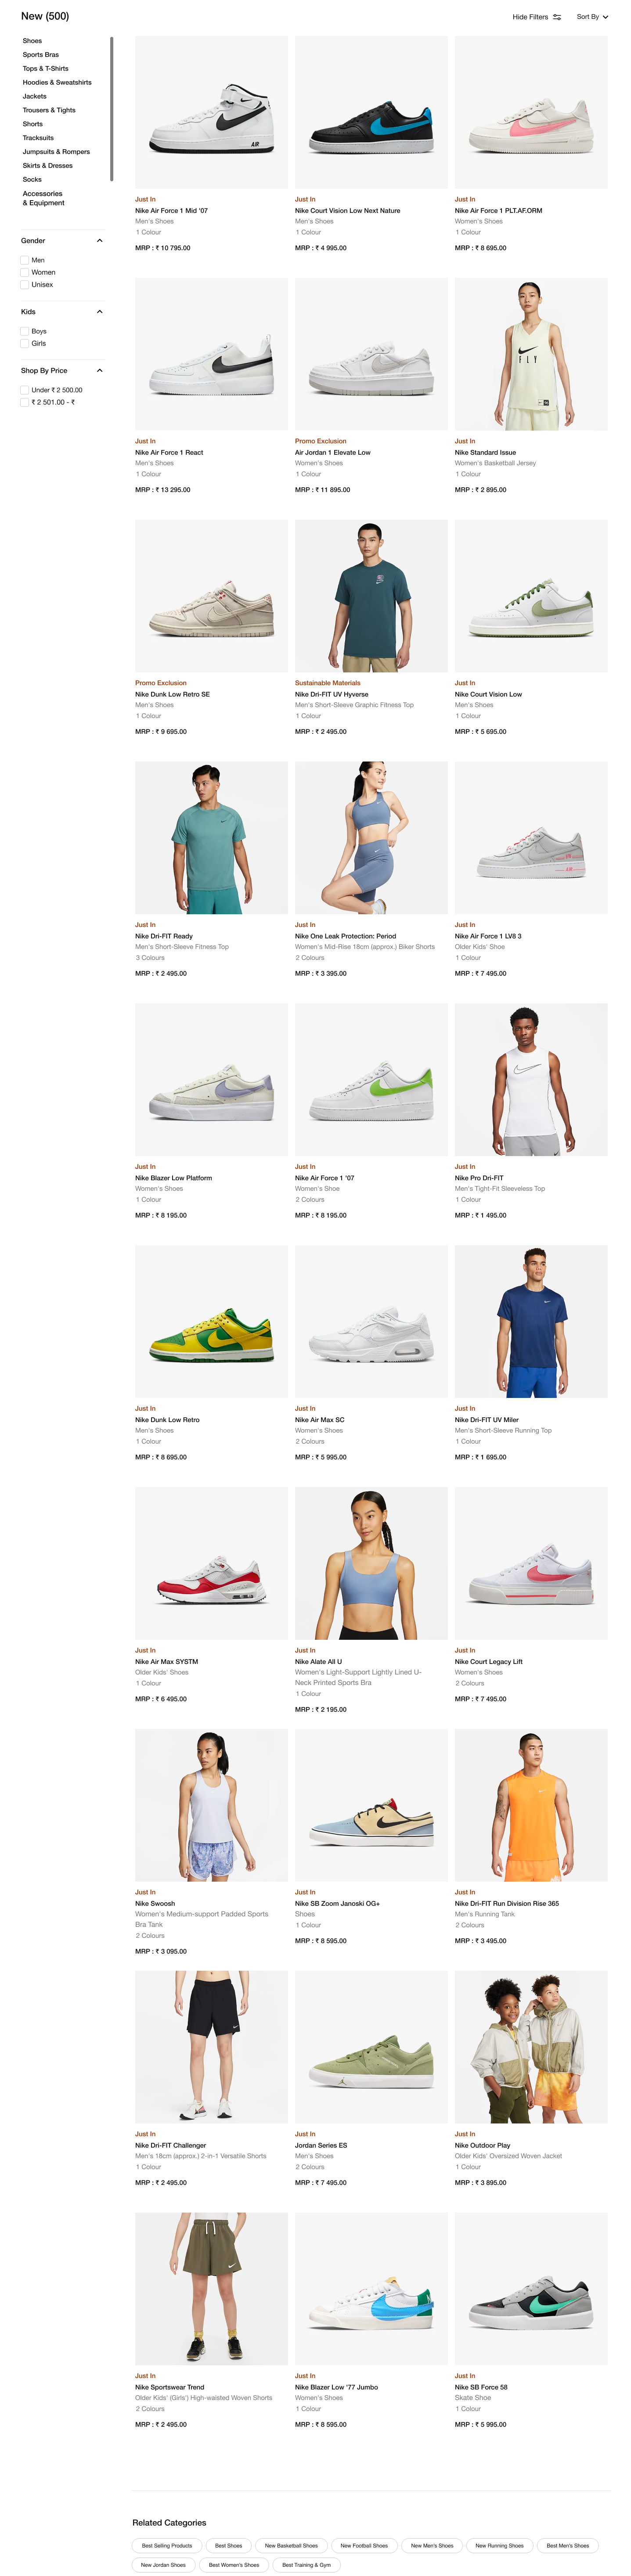 New (500)
Hide Filters
Sort By
Shoes
Sports Bras
Tops & T-Shirts
Hoodies & Sweatshirts
Jackets
Trousers & Tights
Shorts
Tracksuits
Jumpsuits & Rompers
Skirts & Dresses
Socks
Accessories
& Equipment
Gender
Men
Women
Unisex
Kids
Boys
Girls
Shop By Price
Under ₹ 2 500.00
₹ 2 501.00 - ₹
AIR
Just In
Nike Air Force 1 Mid '07
Men's Shoes
1 Colour
MRP : ₹ 10 795.00
Just In
Nike Court Vision Low Next Nature
Men's Shoes
1 Colour
MRP : ₹ 4 995.00
Just In
Nike Air Force 1 PLT.AF.ORM
Women's Shoes
1 Colour
MRP : ₹ 8 695.00
Just In
Nike Air Force 1 React
Men's Shoes
1 Colour
MRP : ₹ 13 295.00
Promo Exclusion
Air Jordan 1 Elevate Low
Women's Shoes
1 Colour
MRP : ₹ 11 895.00
FLY
Just In
Nike Standard Issue
Women's Basketball Jersey
1 Colour
MRP : ₹ 2 895.00
Promo Exclusion
Nike Dunk Low Retro SE
Men's Shoes
1 Colour
MRP : ₹ 9 695.00
Sustainable Materials
Nike Dri-FIT UV Hyverse
Men's Short-Sleeve Graphic Fitness Top
1 Colour
MRP : ₹ 2 495.00
Just In
Nike Court Vision Low
Men's Shoes
1 Colour
MRP : ₹ 5 695.00
Just In
Nike Dri-FIT Ready
Men's Short-Sleeve Fitness Top
3 Colours
MRP : ₹ 2 495.00
Just In
Nike One Leak Protection: Period
Women's Mid-Rise 18cm (approx.) Biker Shorts
2 Colours
MRP : ₹ 3 395.00
Just In
Nike Air Force 1 LV8 3
Older Kids' Shoe
1 Colour
MRP : ₹ 7 495.00
Just In
Nike Blazer Low Platform
Women's Shoes
1 Colour
MRP : ₹ 8 195.00
Just In
Nike Air Force 1 '07
Women's Shoe
2 Colours
MRP : ₹ 8 195.00
Just In
Nike Pro Dri-FIT
Men's Tight-Fit Sleeveless Top
1 Colour
MRP : ₹ 1 495.00
Just In
Nike Dunk Low Retro
Men's Shoes
1 Colour
MRP : ₹ 8 695.00
Just In
Nike Air Max SC
Women's Shoes
2 Colours
MRP : ₹ 5 995.00
Just In
Nike Dri-FIT UV Miler
Men's Short-Sleeve Running Top
1 Colour
MRP : ₹ 1 695.00
Just In
Nike Air Max SYSTM
Older Kids' Shoes
1 Colour
MRP : ₹ 6 495.00
Just In
Nike Alate All U
Women's Light-Support Lightly Lined U-
Neck Printed Sports Bra
1 Colour
MRP : ₹ 2 195.00
Just In
Nike Court Legacy Lift
Women's Shoes
2 Colours
MRP : ₹ 7 495.00
Just In
Nike Swoosh
Women's Medium-support Padded Sports
Bra Tank
2 Colours
MRP : ₹ 3 095.00
Just In
Nike SB Zoom Janoski OG+
Shoes
1 Colour
MRP : ₹ 8 595.00
Just In
Nike Dri-FIT Run Division Rise 365
Men's Running Tank
2 Colours
MRP : ₹ 3 495.00
Just In
Nike Dri-FIT Challenger
Men's 18cm (approx.) 2-in-1 Versatile Shorts
1 Colour
MRP : ₹ 2 495.00
Just In
Jordan Series ES
Men's Shoes
2 Colours
MRP : ₹ 7 495.00
Just In
Nike Outdoor Play
Older Kids' Oversized Woven Jacket
1 Colour
MRP : ₹ 3 895.00
Just In
Nike Sportswear Trend
Older Kids' (Girls') High-waisted Woven Shorts
2 Colours
MRP : ₹ 2 495.00
Just In
Nike Blazer Low '77 Jumbo
Women's Shoes
1 Colour
MRP : ₹ 8 595.00
Just In
Nike SB Force 58
Skate Shoe
1 Colour
MRP : ₹ 5 995.00
Related Categories
Best Selling Products
Best Shoes
New Basketball Shoes
New Football Shoes
New Men's Shoes
New Running Shoes
Best Men's Shoes
New Jordan Shoes
Best Women's Shoes
Best Training & Gym